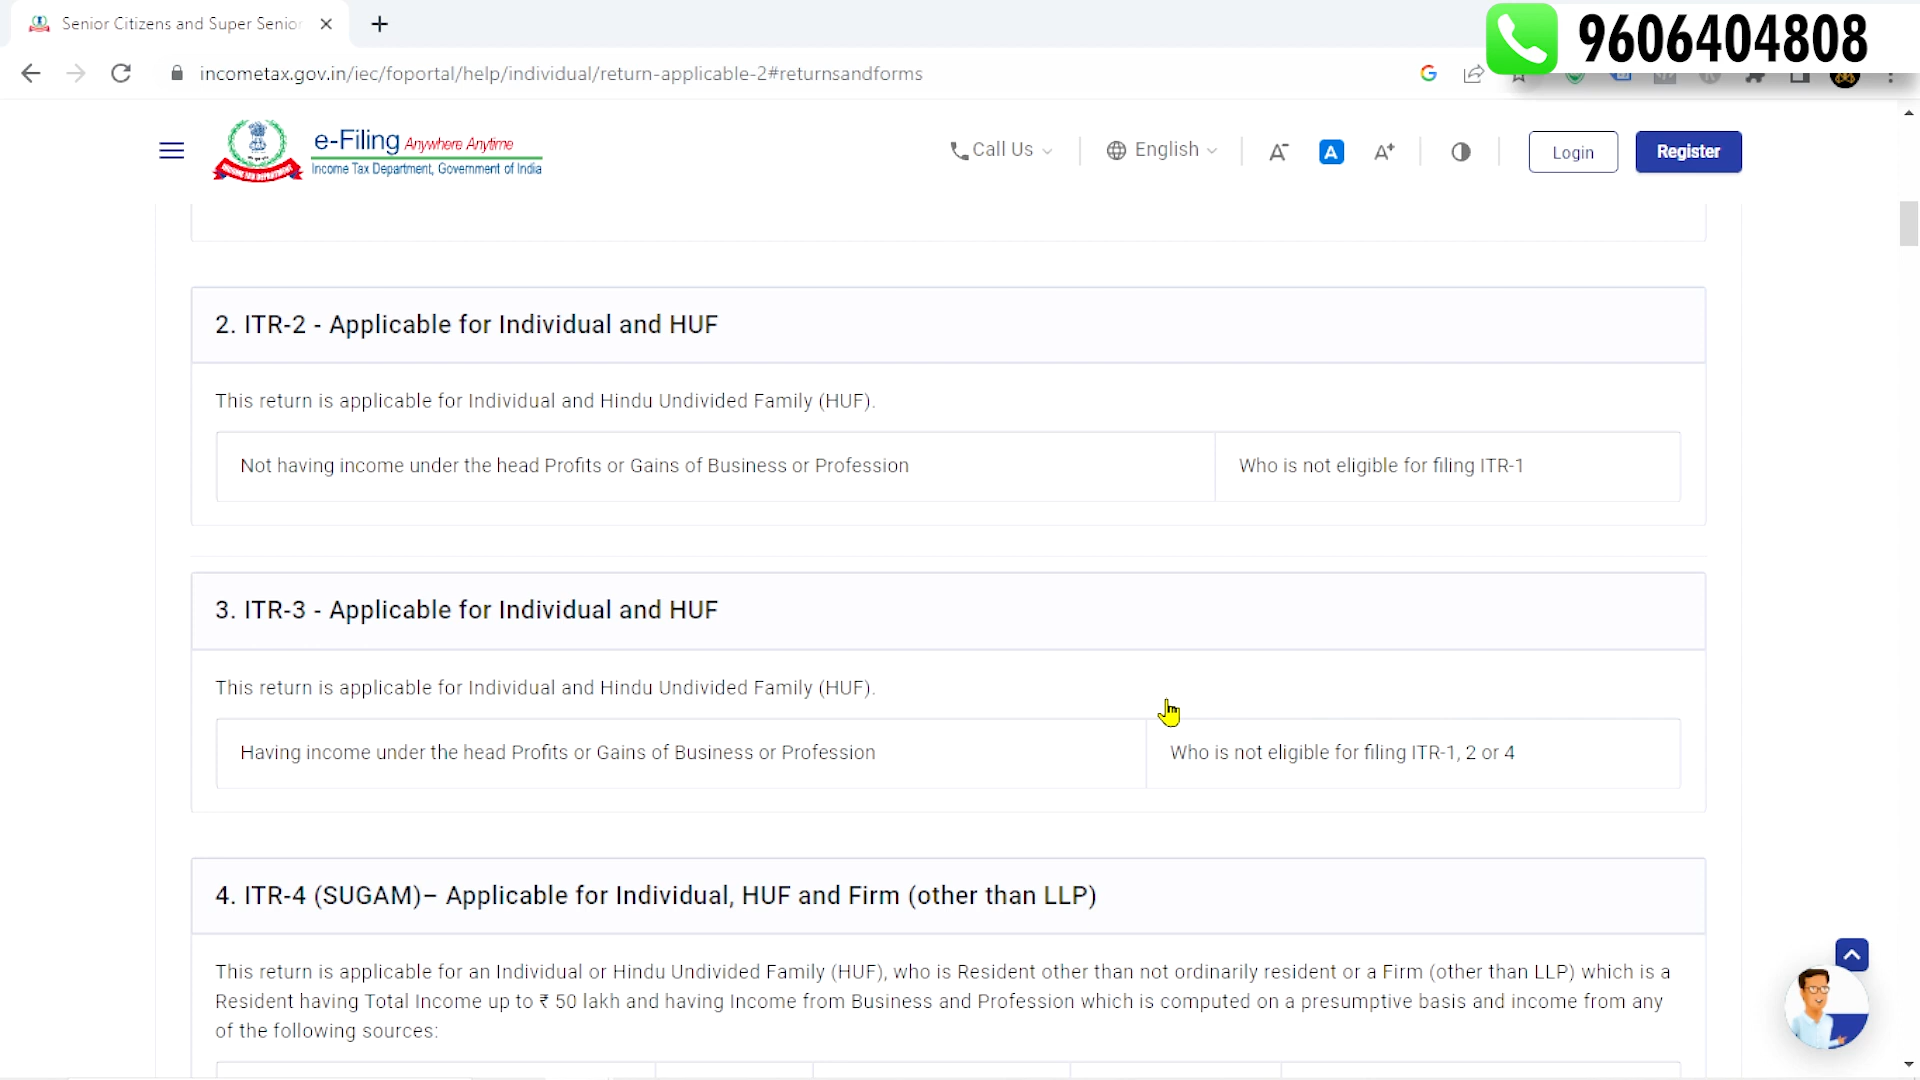 Senior Citizens and Super Senior
9606404808
incometax.gov.in/iec/foportal/help/individual/return-applicable-2#returnsandforms
e-Filing Anywhere Anytime
Income Tax Department, Government of India
Call Us
English
A-
A
A+
Login
Register
2. ITR-2 - Applicable for Individual and HUF
This return is applicable for Individual and Hindu Undivided Family (HUF).
Not having income under the head Profits or Gains of Business or Profession
Who is not eligible for filing ITR-1
3. ITR-3 - Applicable for Individual and HUF
This return is applicable for Individual and Hindu Undivided Family (HUF).
Having income under the head Profits or Gains of Business or Profession
Who is not eligible for filing ITR-1, 2 or 4
4. ITR-4 (SUGAM)– Applicable for Individual, HUF and Firm (other than LLP)
This return is applicable for an Individual or Hindu Undivided Family (HUF), who is Resident other than not ordinarily resident or a Firm (other than LLP) which is a
Resident having Total Income up to ₹ 50 lakh and having Income from Business and Profession which is computed on a presumptive basis and income from any
of the following sources: